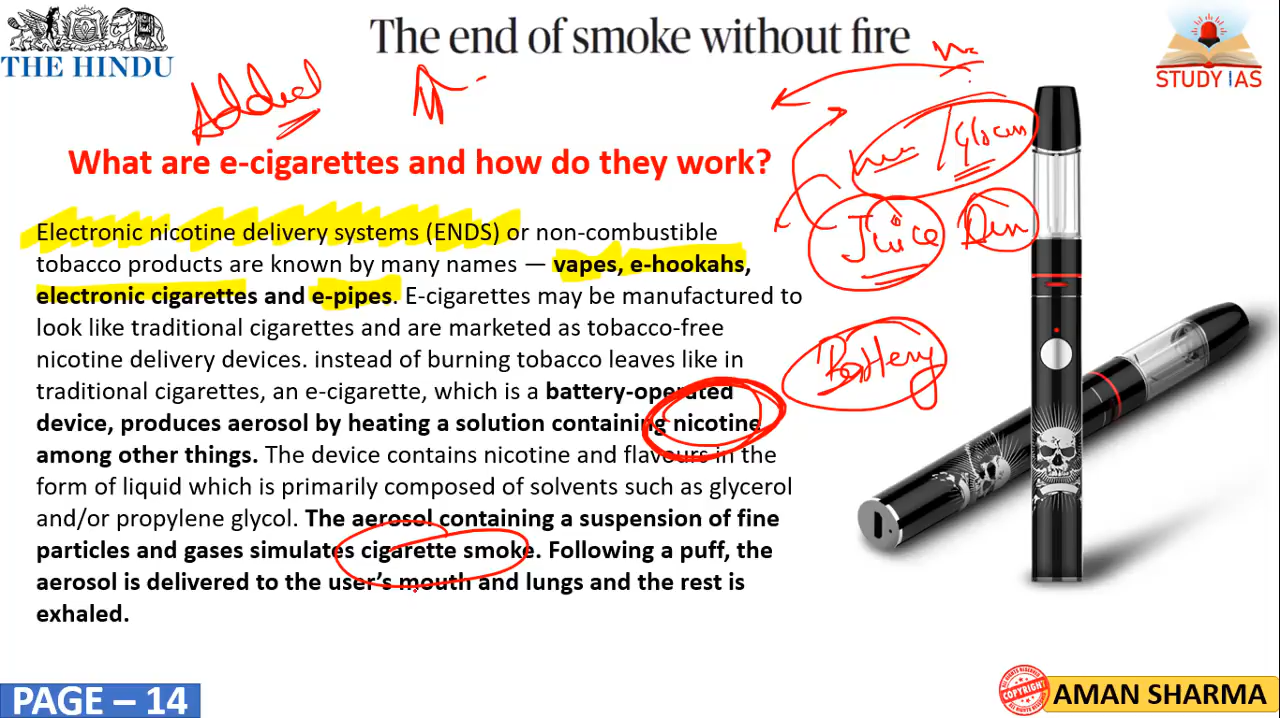 The end of smoke without fire
THE HINDU
STUDY IAS
What are e-cigarettes and how do they work?
Juice
Battery
Electronic nicotine delivery systems (ENDS) or non-combustible
tobacco products are known by many names — vapes, e-hookahs,
electronic cigarettes and e-pipes. E-cigarettes may be manufactured to
look like traditional cigarettes and are marketed as tobacco-free
nicotine delivery devices. instead of burning tobacco leaves like in
traditional cigarettes, an e-cigarette, which is a battery-operated
device, produces aerosol by heating a solution containing nicotine
among other things. The device contains nicotine and flavours in the
form of liquid which is primarily composed of solvents such as glycerol
and/or propylene glycol. The aerosol containing a suspension of fine
particles and gases simulates cigarette smoke. Following a puff, the
aerosol is delivered to the user's mouth and lungs and the rest is
exhaled.
PAGE – 14
COPYRIGHT
AMAN SHARMA